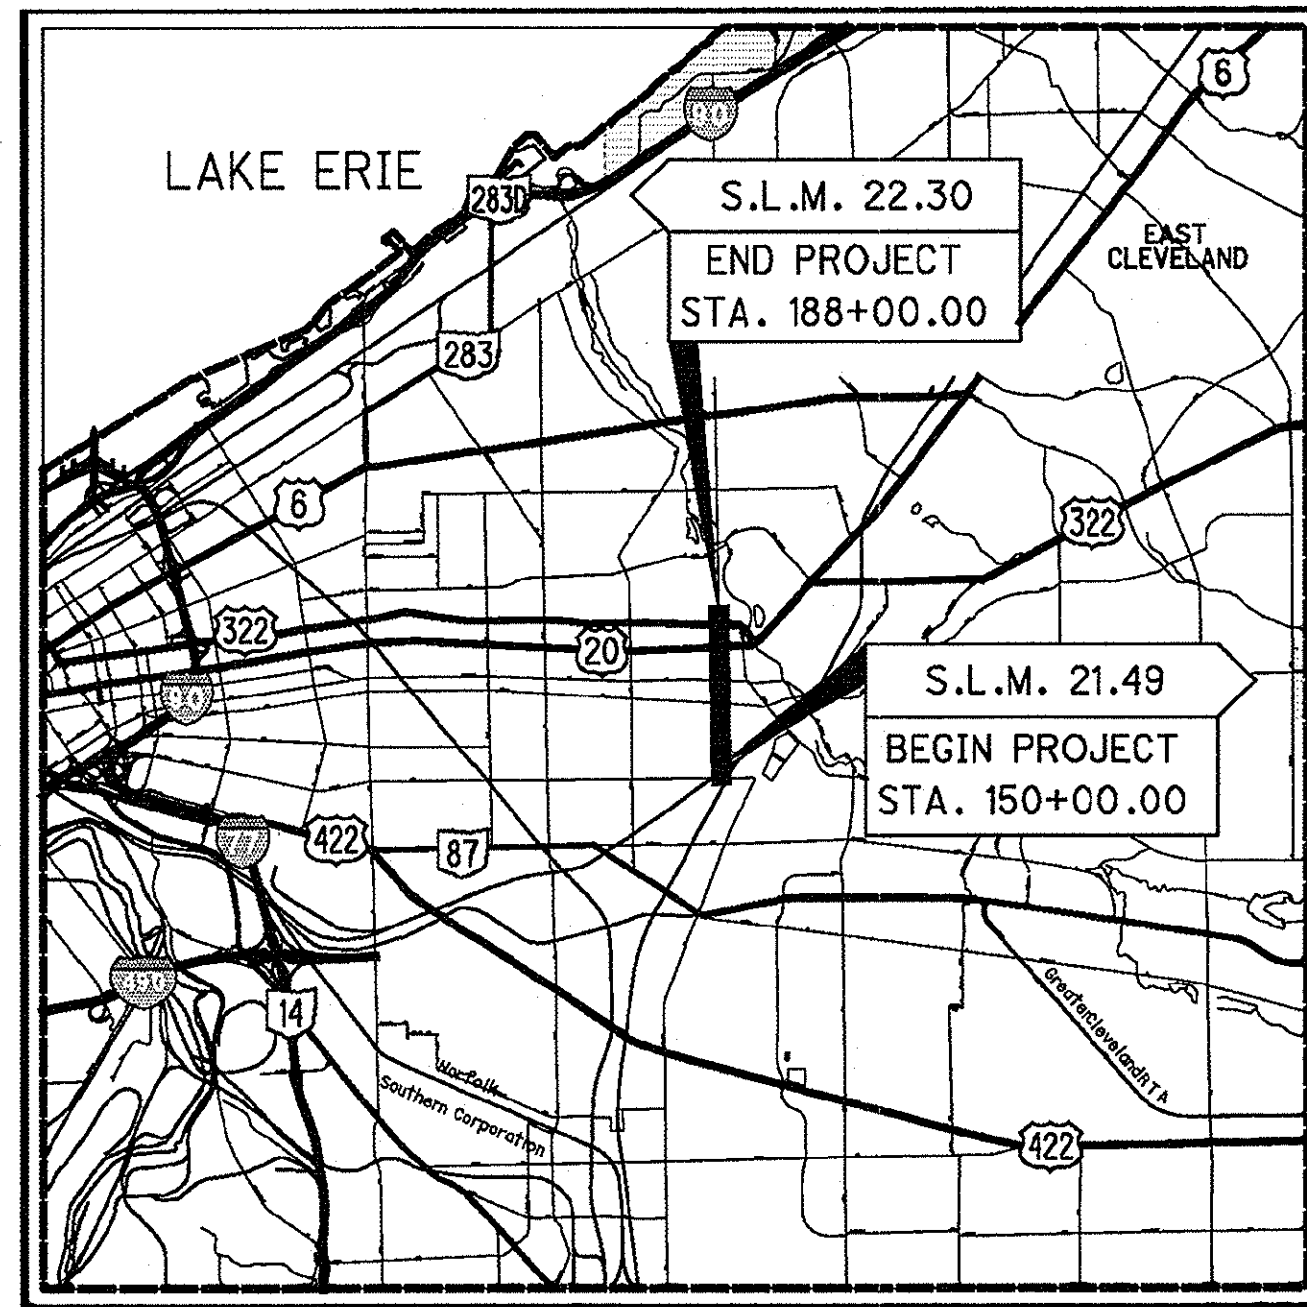 6
LAKE ERIE
283D
S.L.M. 22.30
END PROJECT
STA. 188+00.00
EAST
CLEVELAND
283
6
322
322
20
S.L.M. 21.49
BEGIN PROJECT
STA. 150+00.00
77
422
87
14
GreaterClevelandRTA
Norfolk
Southern Corporation
422